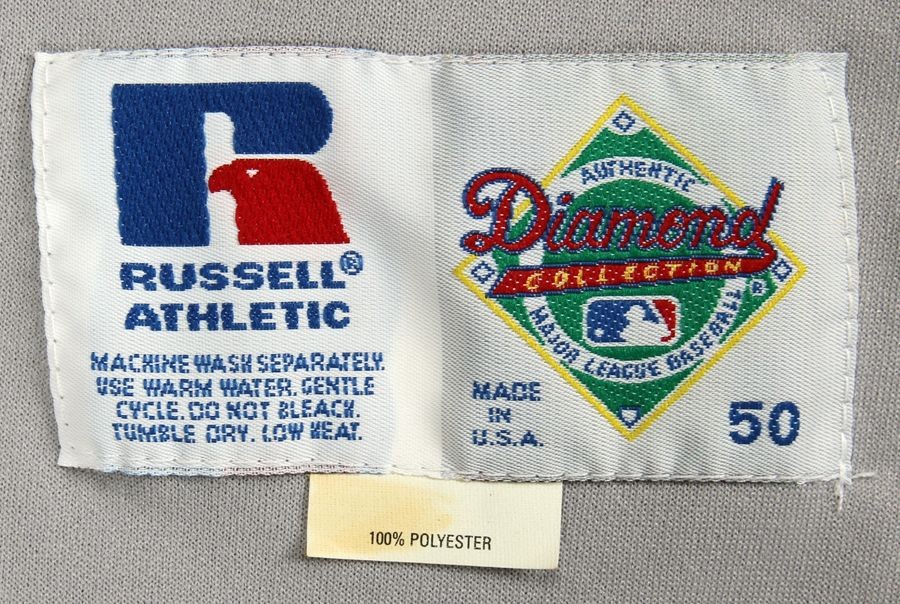 RUSSELL®
ATHLETIC
MACHINE WASH SEPARATELY.
USE WARM WATER. GENTLE
CYCLE. DO NOT BLEACH.
TUMBLE DRY. LOW HEAT.
AUTHENTIC
Diamond
COLLECTION
MAJOR LEAGUE BASEBALL®
MADE
IN
U.S.A.
50
100% POLYESTER